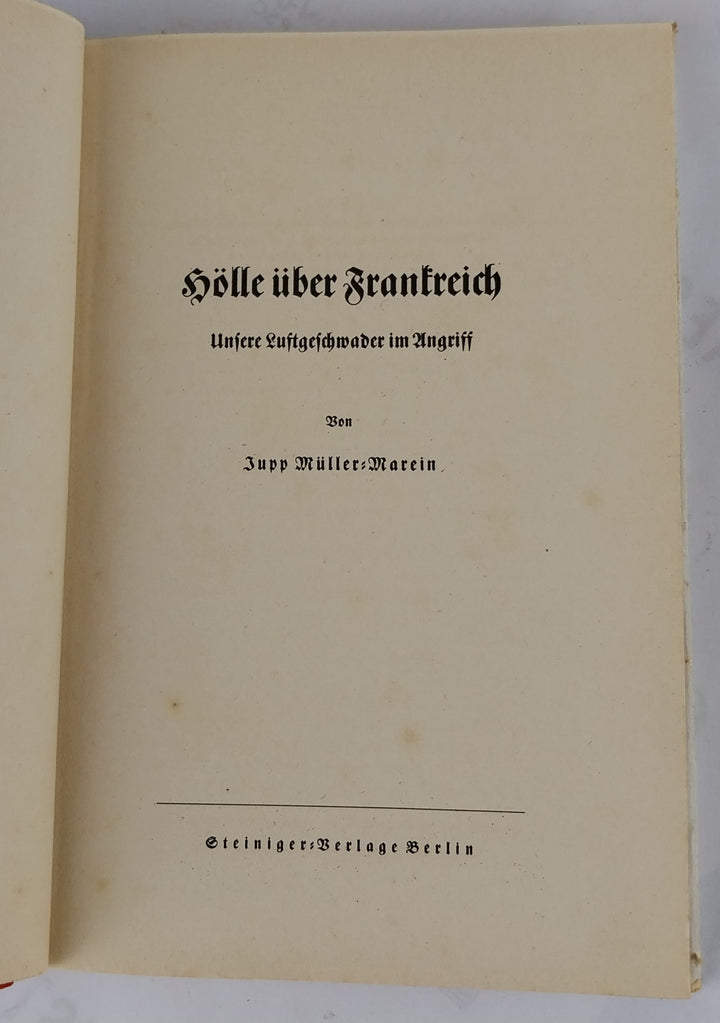 Hölle über Frankreich
Unsere Luftgeschwader im Angriff
Von
Jupp Müller-Marein
Steiniger-Verlage Berlin